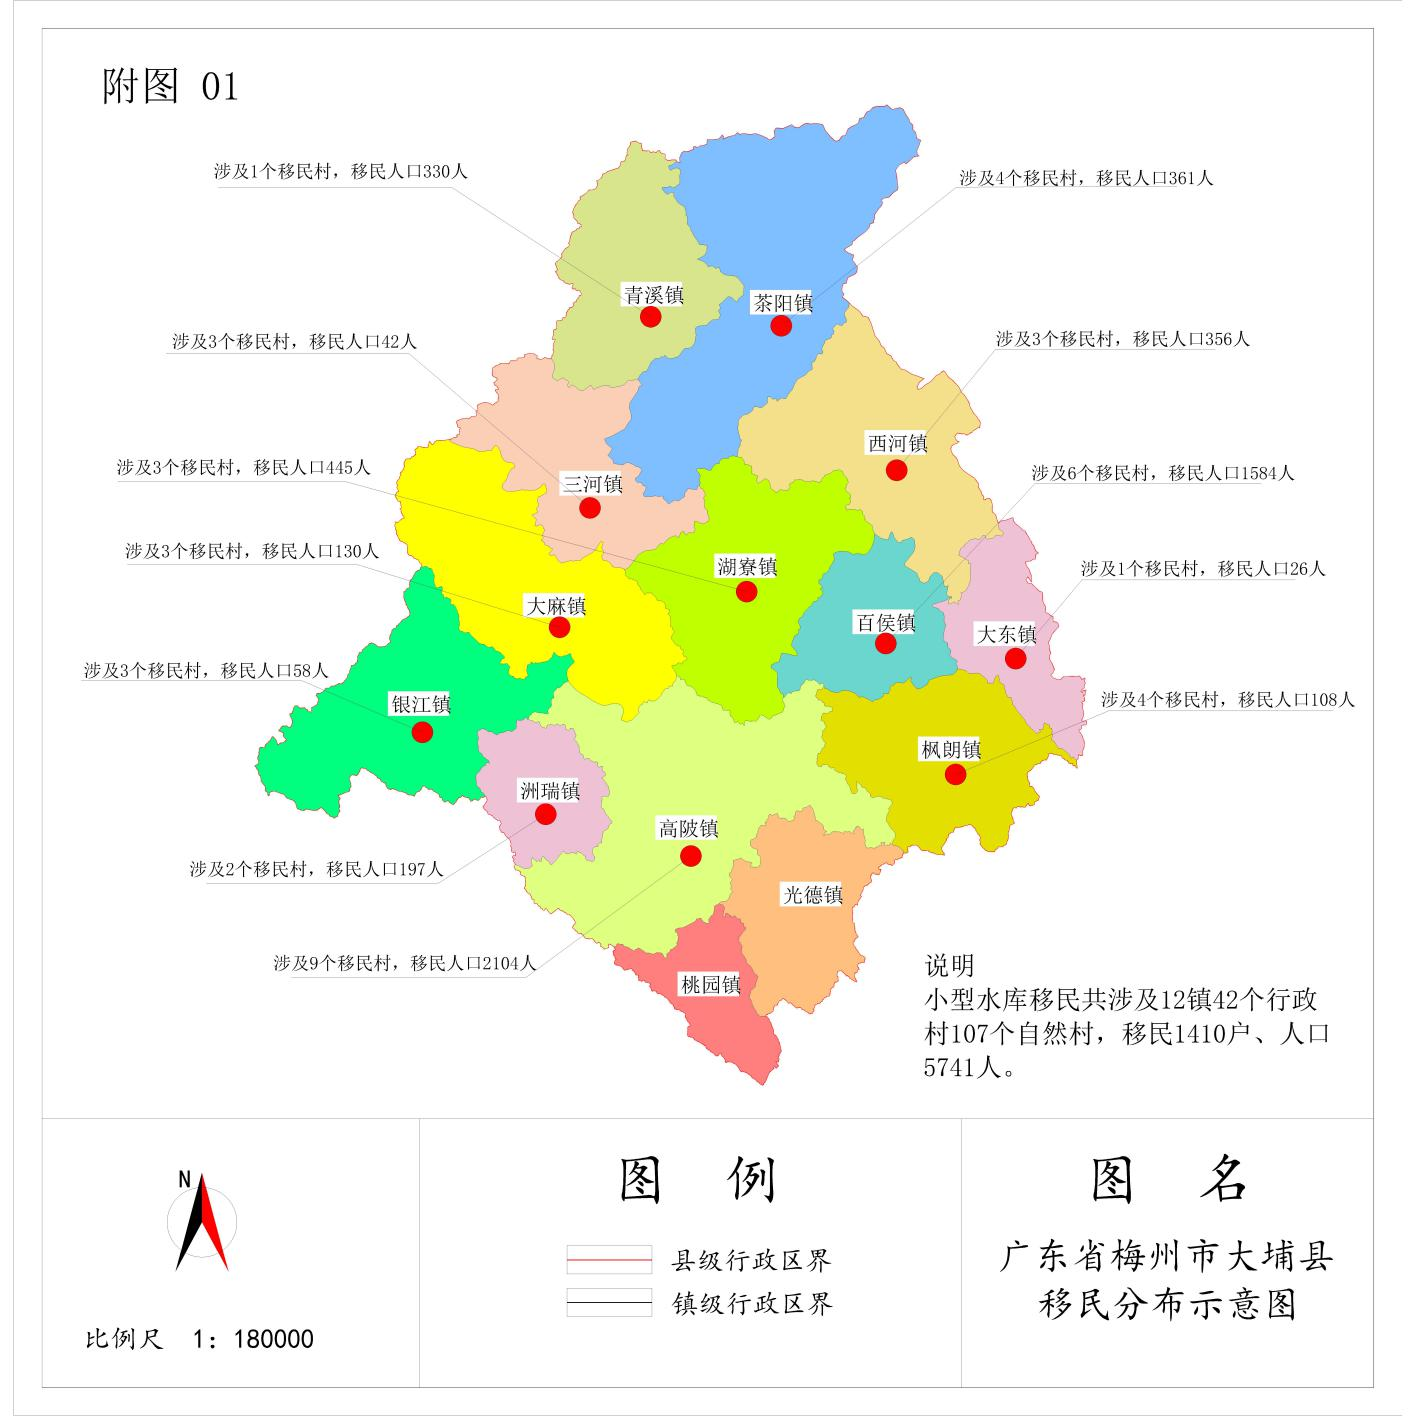 附图 01
涉及1个移民村，移民人口330人
涉及4个移民村，移民人口361人
青溪镇
茶阳镇
涉及3个移民村，移民人口42人
涉及3个移民村，移民人口356人
西河镇
涉及3个移民村，移民人口445人
涉及6个移民村，移民人口1584人
三河镇
涉及3个移民村，移民人口130人
湖寮镇
涉及1个移民村，移民人口26人
大麻镇
百侯镇
大东镇
涉及3个移民村，移民人口58人
银江镇
涉及4个移民村，移民人口108人
枫朗镇
洲瑞镇
高陂镇
涉及2个移民村，移民人口197人
光德镇
涉及9个移民村，移民人口2104人
桃园镇
说明
小型水库移民共涉及12镇42个行政
村107个自然村，移民1410户、人口
5741人。
N
比例尺 1：180000
图 例
县级行政区界
镇级行政区界
图 名
广东省梅州市大埔县
移民分布示意图